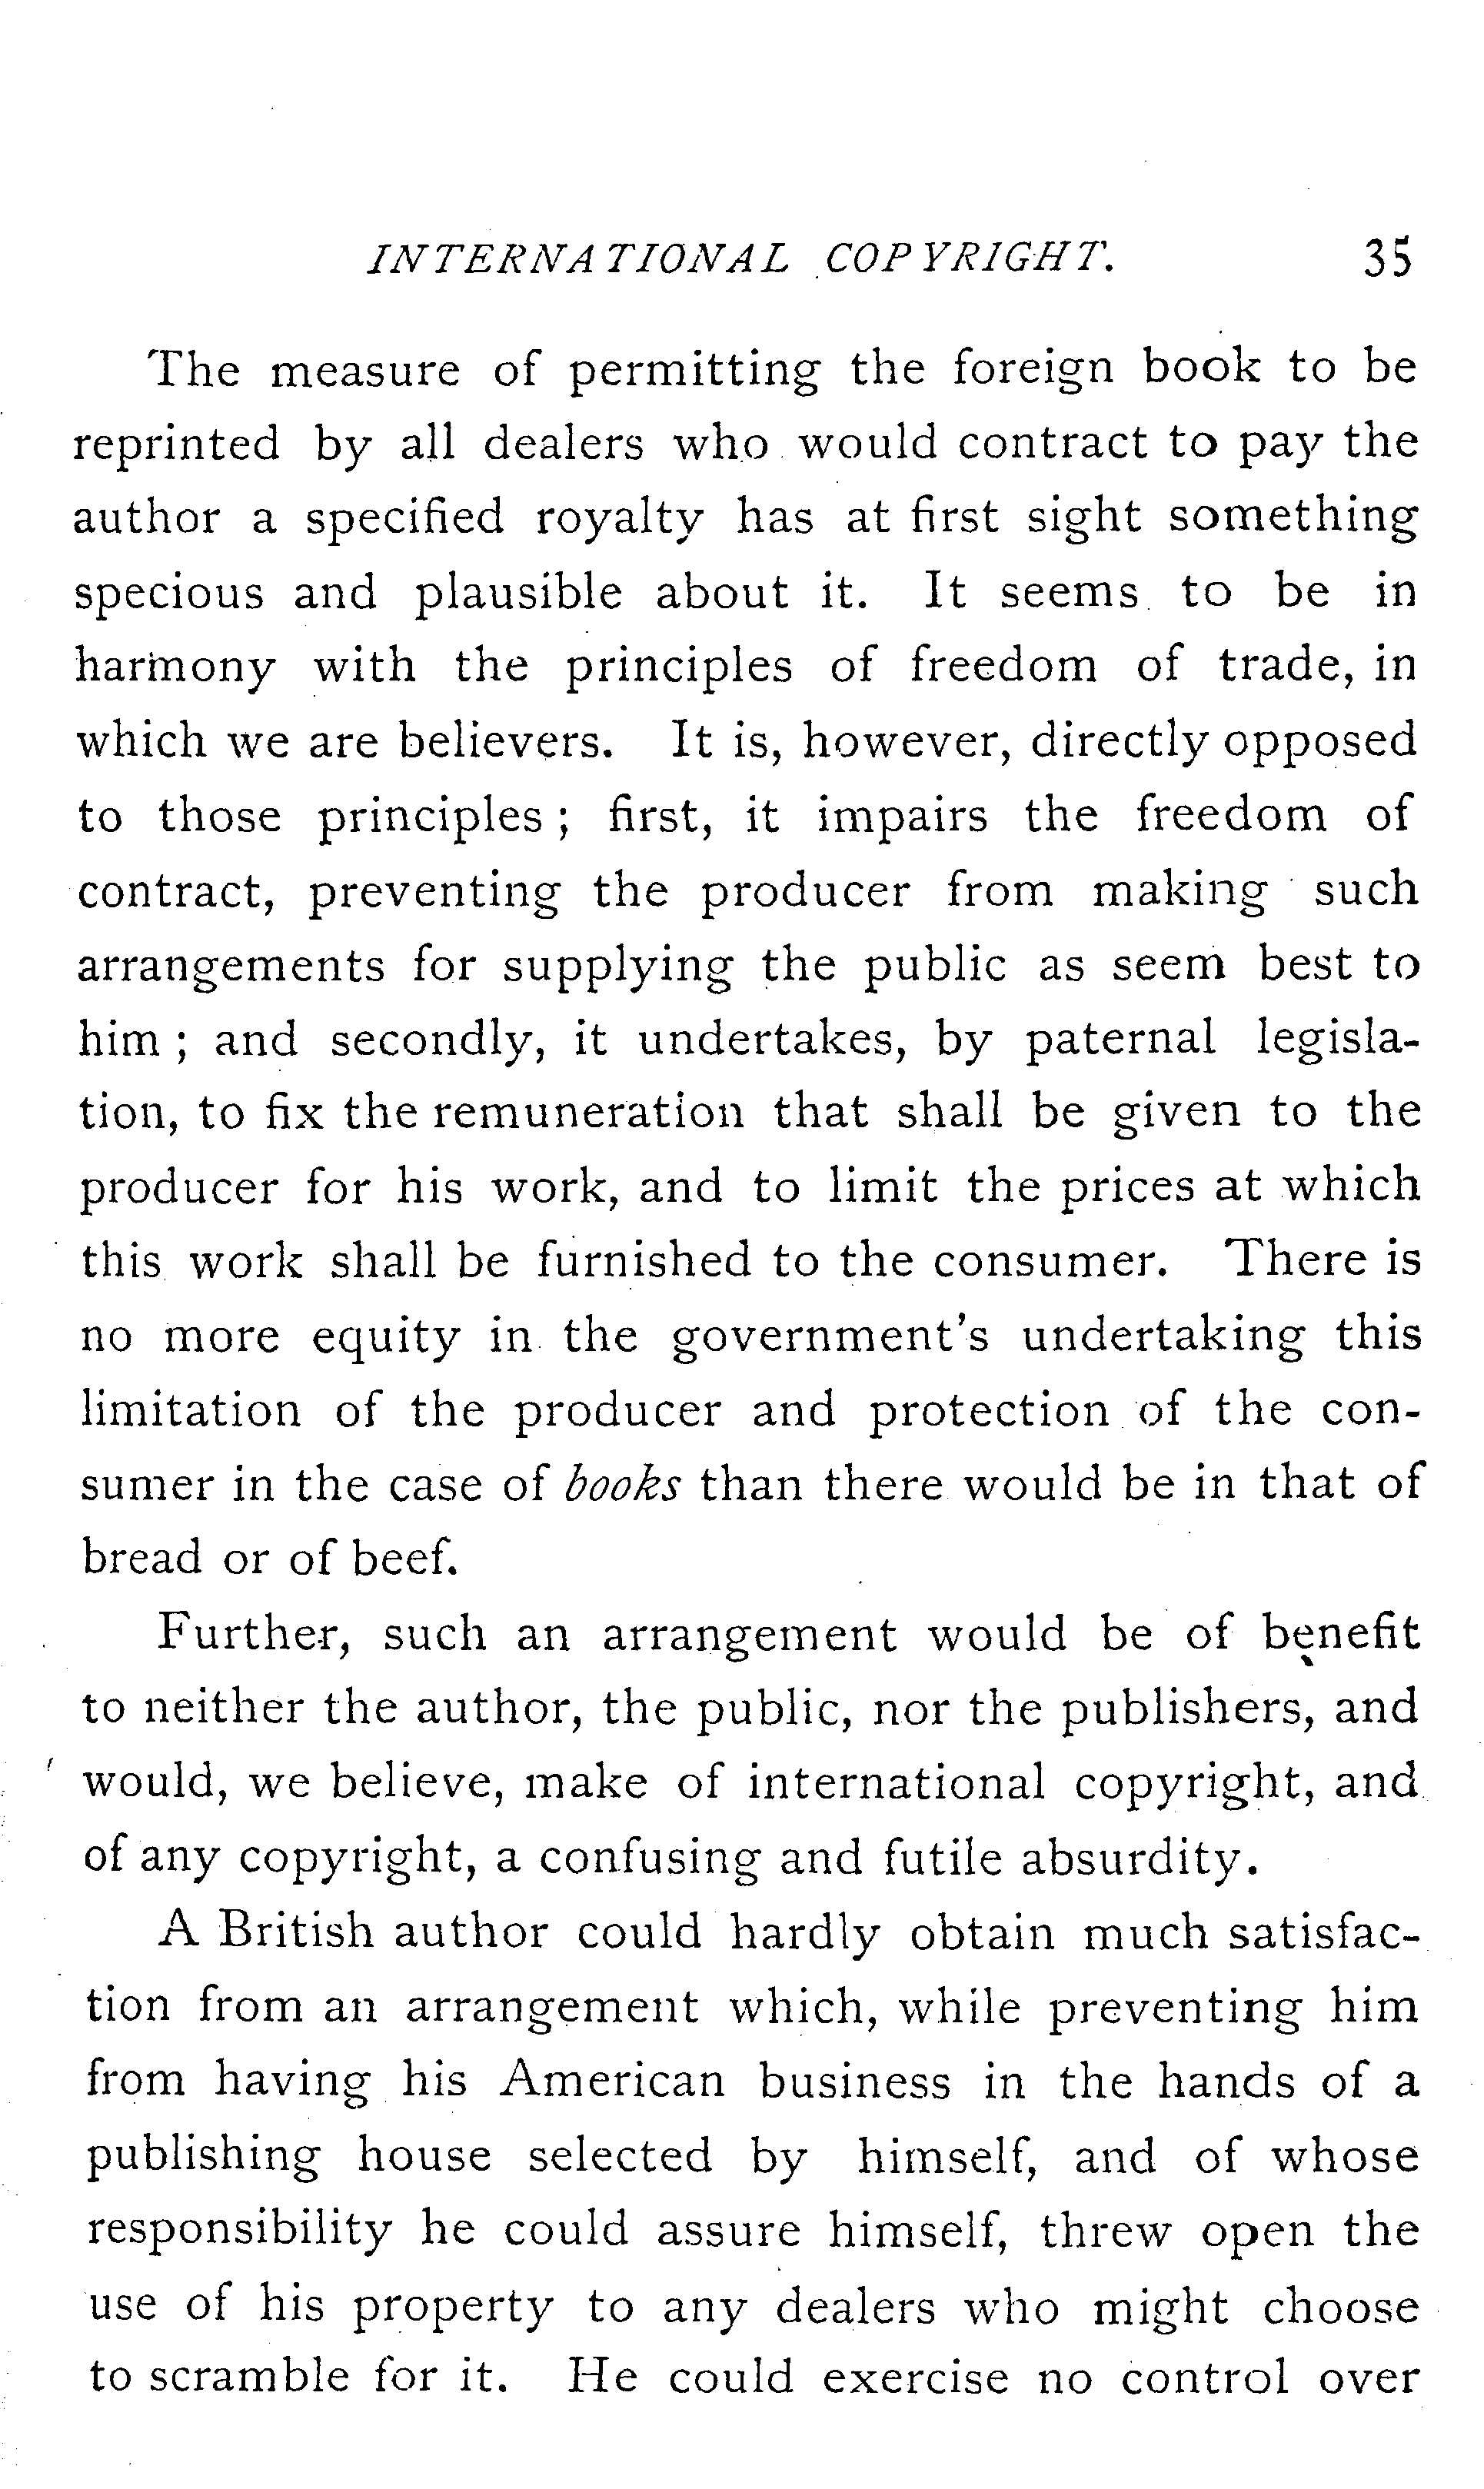 INTERNATIONAL COPYRIGHT. 35
The measure of permitting the foreign book to be
reprinted by all dealers who would contract to pay the
author a specified royalty has at first sight something
specious and plausible about it. It seems to be in
harmony with the principles of freedom of trade, in
which we are believers. It is, however, directly opposed
to those principles ; first, it impairs the freedom of
contract, preventing the producer from making such
arrangements for supplying the public as seem best to
him ; and secondly, it undertakes, by paternal legisla-
tion, to fix the remuneration that shall be given to the
producer for his work, and to limit the prices at which
this work shall be furnished to the consumer. There is
no more equity in the government's undertaking this
limitation of the producer and protection of the con-
sumer in the case of books than there would be in that of
bread or of beef.
Further, such an arrangement would be of benefit
to neither the author, the public, nor the publishers, and
would, we believe, make of international copyright, and
of any copyright, a confusing and futile absurdity.
A British author could hardly obtain much satisfac-
tion from an arrangement which, while preventing him
from having his American business in the hands of a
publishing house selected by himself, and of whose
responsibility he could assure himself, threw open the
use of his property to any dealers who might choose
to scramble for it. He could exercise no control over